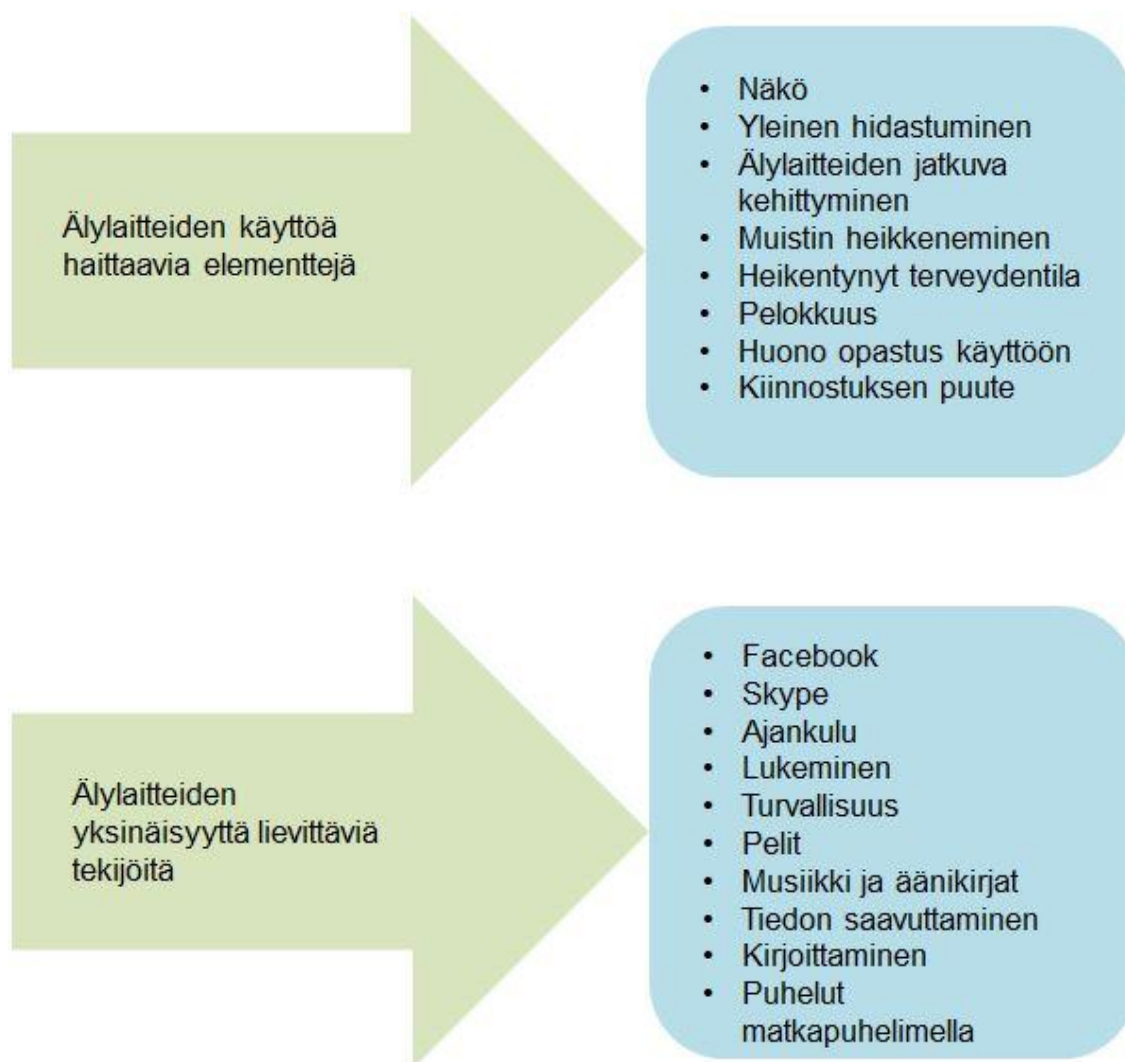 Älylaitteiden käyttöä
haittaavia elementtejä
• Näkö
• Yleinen hidastuminen
• Älylaitteiden jatkuva
kehittyminen
• Muistin heikkeneminen
• Heikentynyt terveydentila
• Pelokkuus
• Huono opastus käyttöön
• Kiinnostuksen puute
Älylaitteiden
yksinäisyyttä lievittäviä
tekijöitä
• Facebook
• Skype
• Ajankulu
• Lukeminen
• Turvallisuus
• Pelit
• Musiikki ja äänikirjat
• Tiedon saavuttaminen
• Kirjoittaminen
• Puhelut
matkapuhelimella